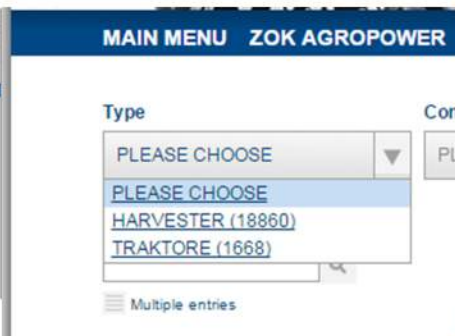 MAIN MENU ZOK AGROPOWER
Type
PLEASE CHOOSE
PLEASE CHOOSE
HARVESTER (18860)
TRAKTORE (1668)
Multiple entries